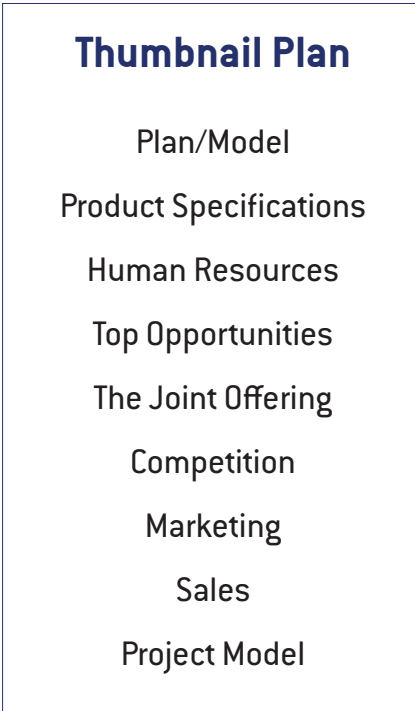 Thumbnail Plan
Plan/Model
Product Specifications
Human Resources
Top Opportunities
The Joint Offering
Competition
Marketing
Sales
Project Model